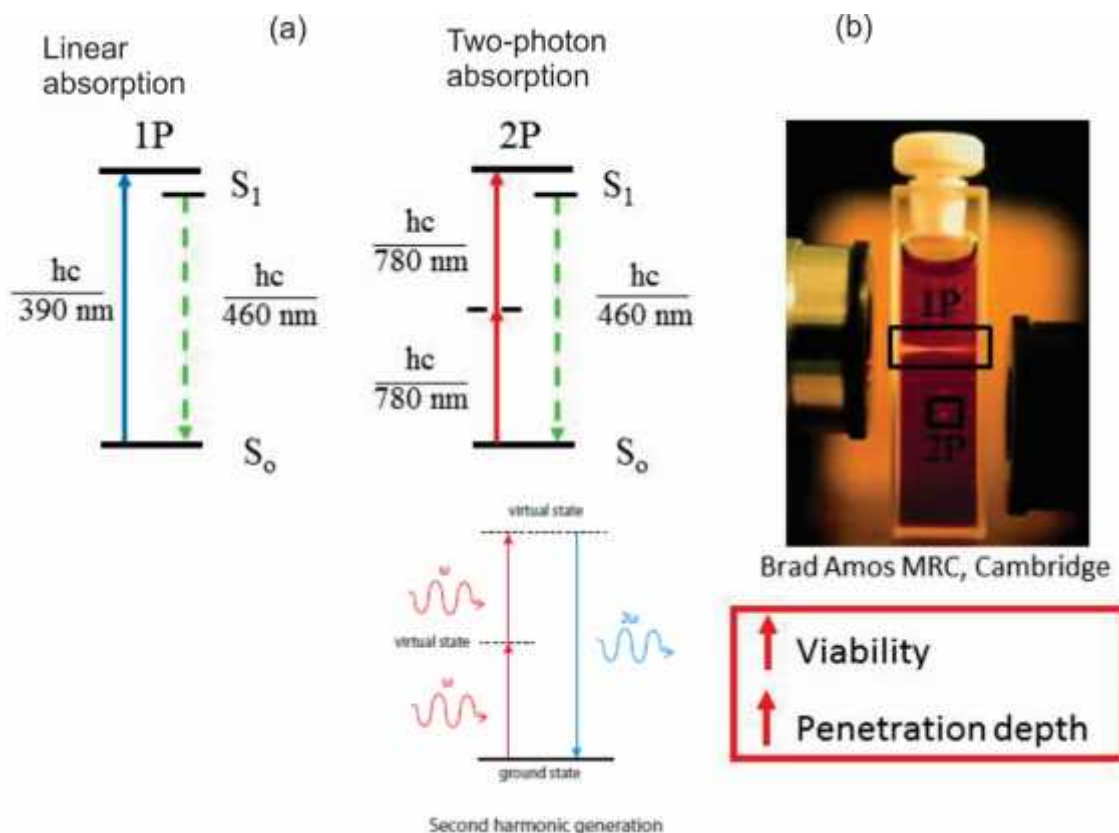 (a)
Linear
absorption
1P
S1
hc
390 nm
hc
460 nm
So
Two-photon
absorption
2P
S1
hc
780 nm
hc
780 nm
hc
460 nm
So
virtual state
ω
virtual state
ω
2ω
ground state
Second harmonic generation
(b)
1P
2P
Brad Amos MRC, Cambridge
Viability
Penetration depth